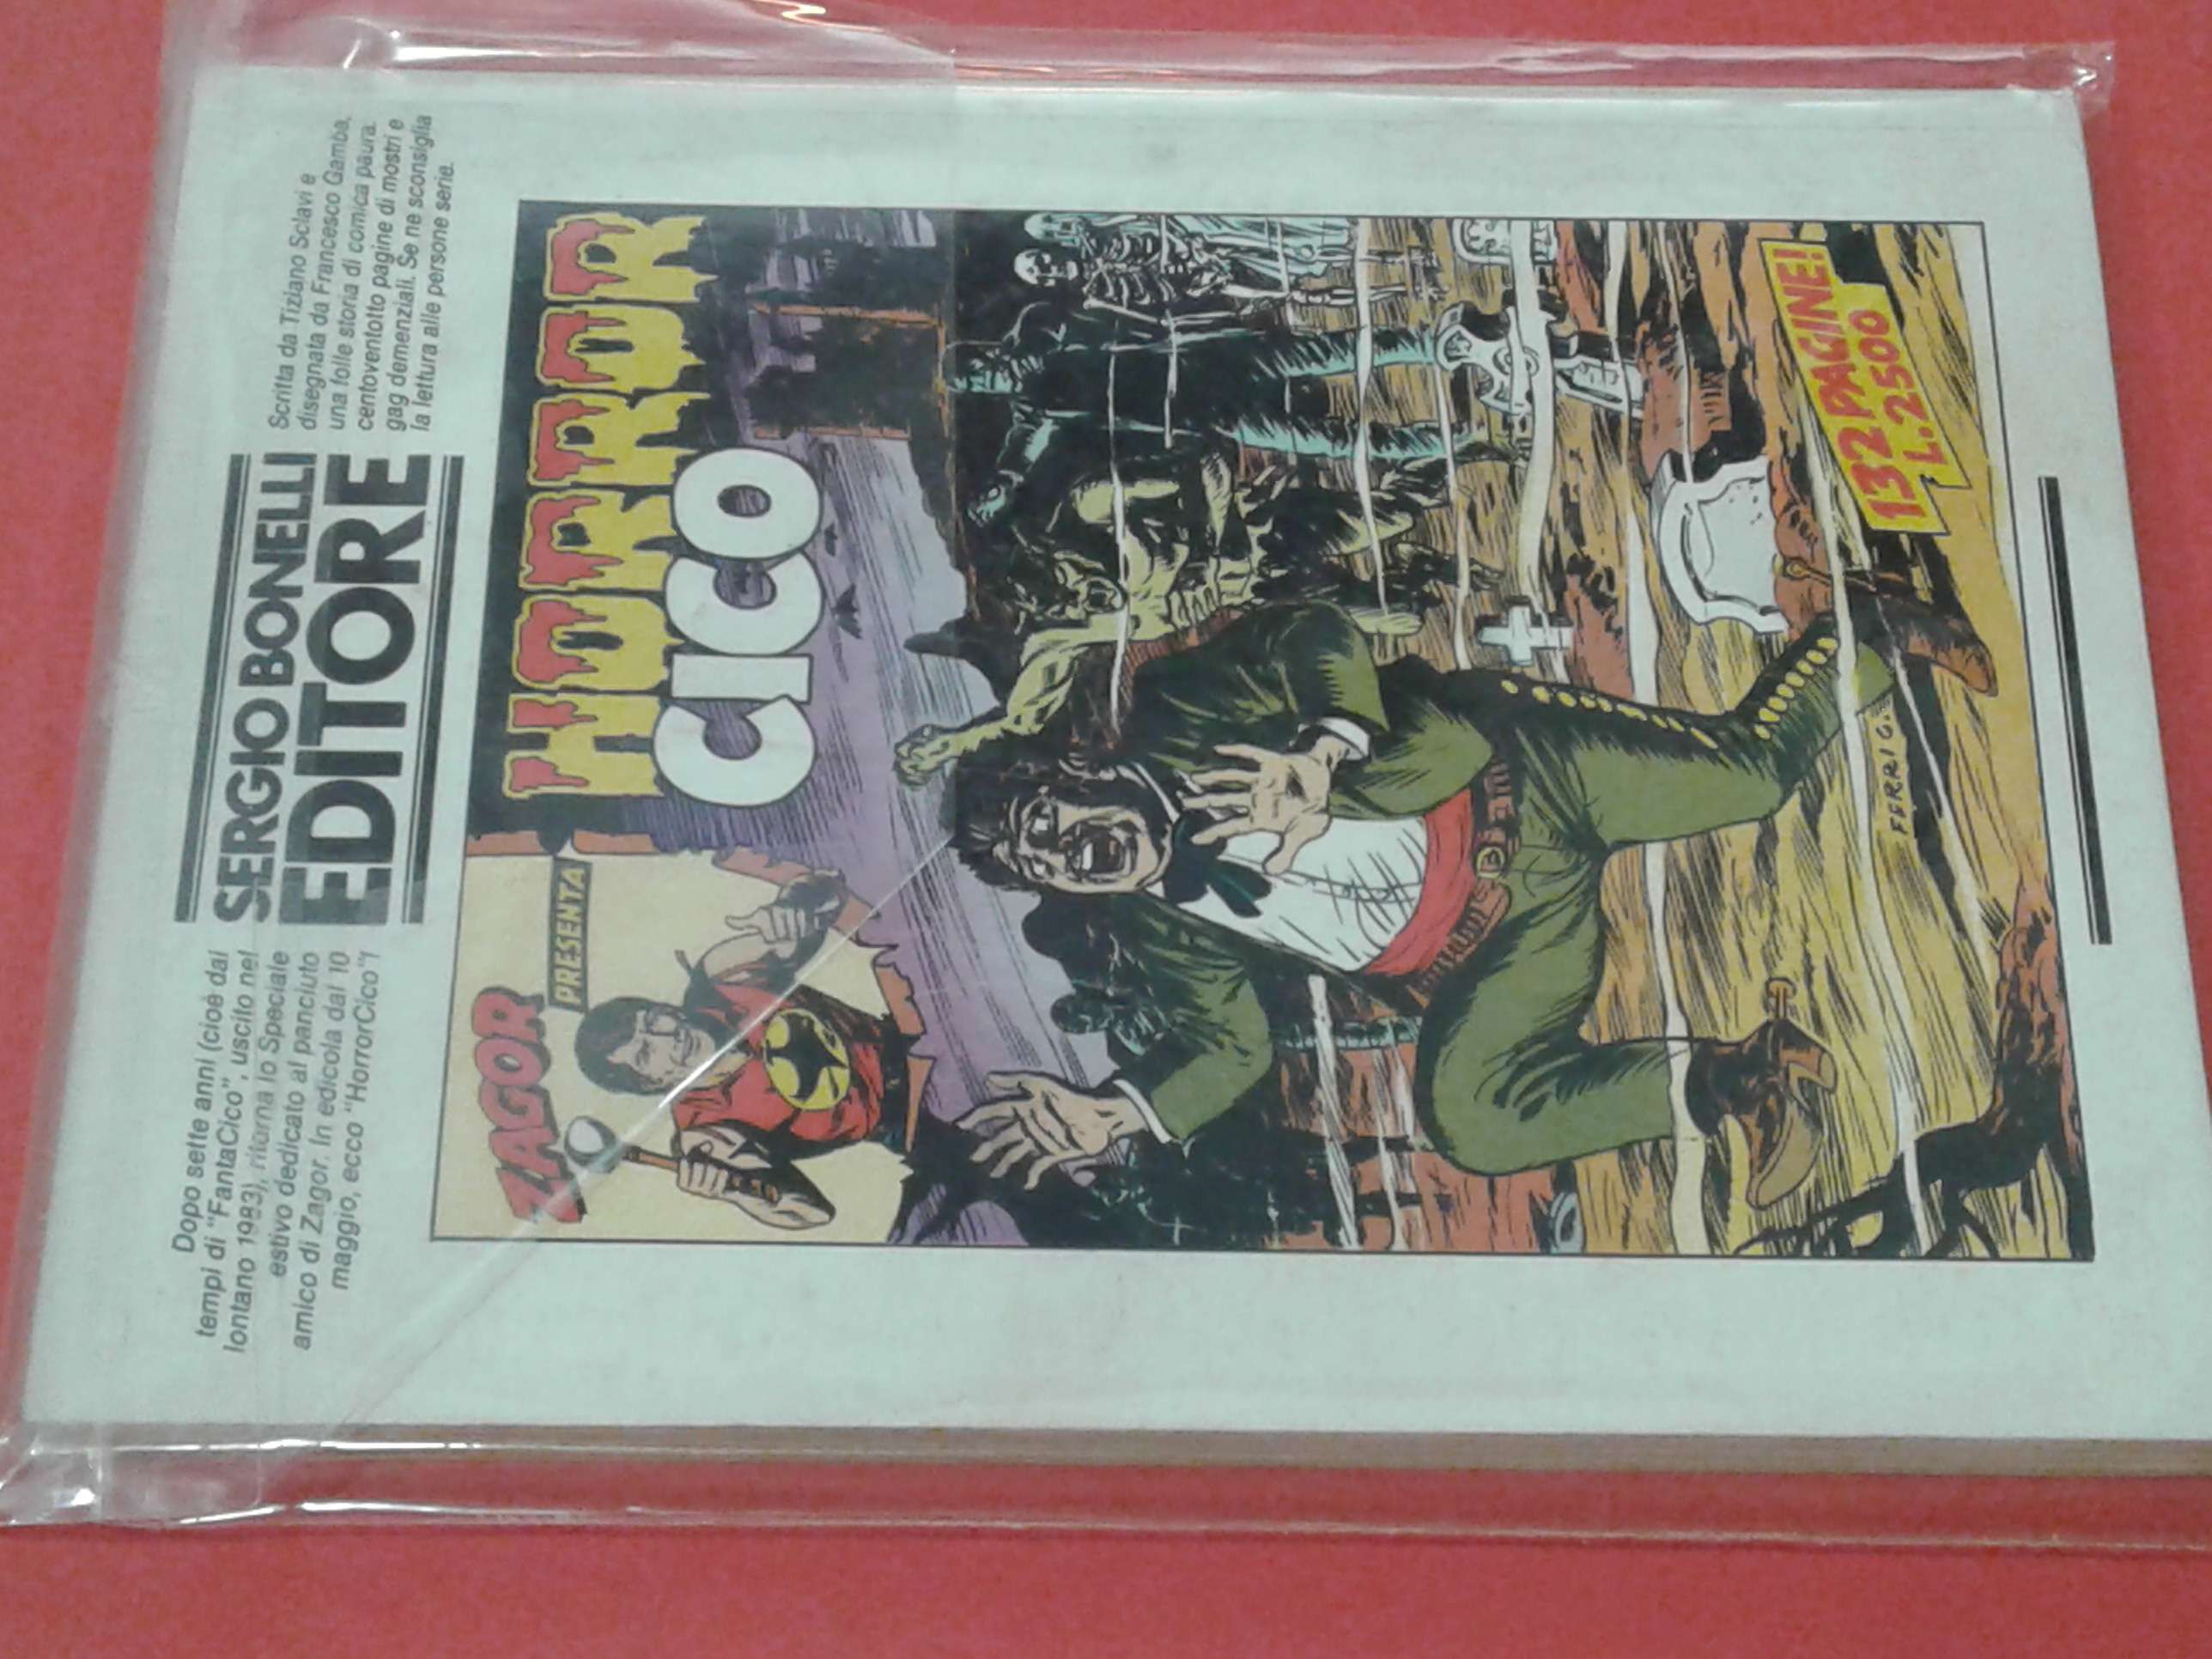 Dopo sette anni (cioè dai
tempi di "FantaCico", uscito nel
lontano 1983), ritorna lo Speciale
estivo dedicato al panciuto
amico di Zagor. In edicola dal 10
maggio, ecco "HorrorCico"!
SERGIO BONELLI
EDITORE
Scritta da Tiziano Sclavi e
disegnata da Francesco Gamba,
una folle storia di comica paura:
centoventotto pagine di mostri e
gag demenziali. Se ne sconsiglia
la lettura alle persone serie.
ZAGOR
PRESENTA
HORROR
CICO
FERRI G.
132 PAGINE!
L.2500